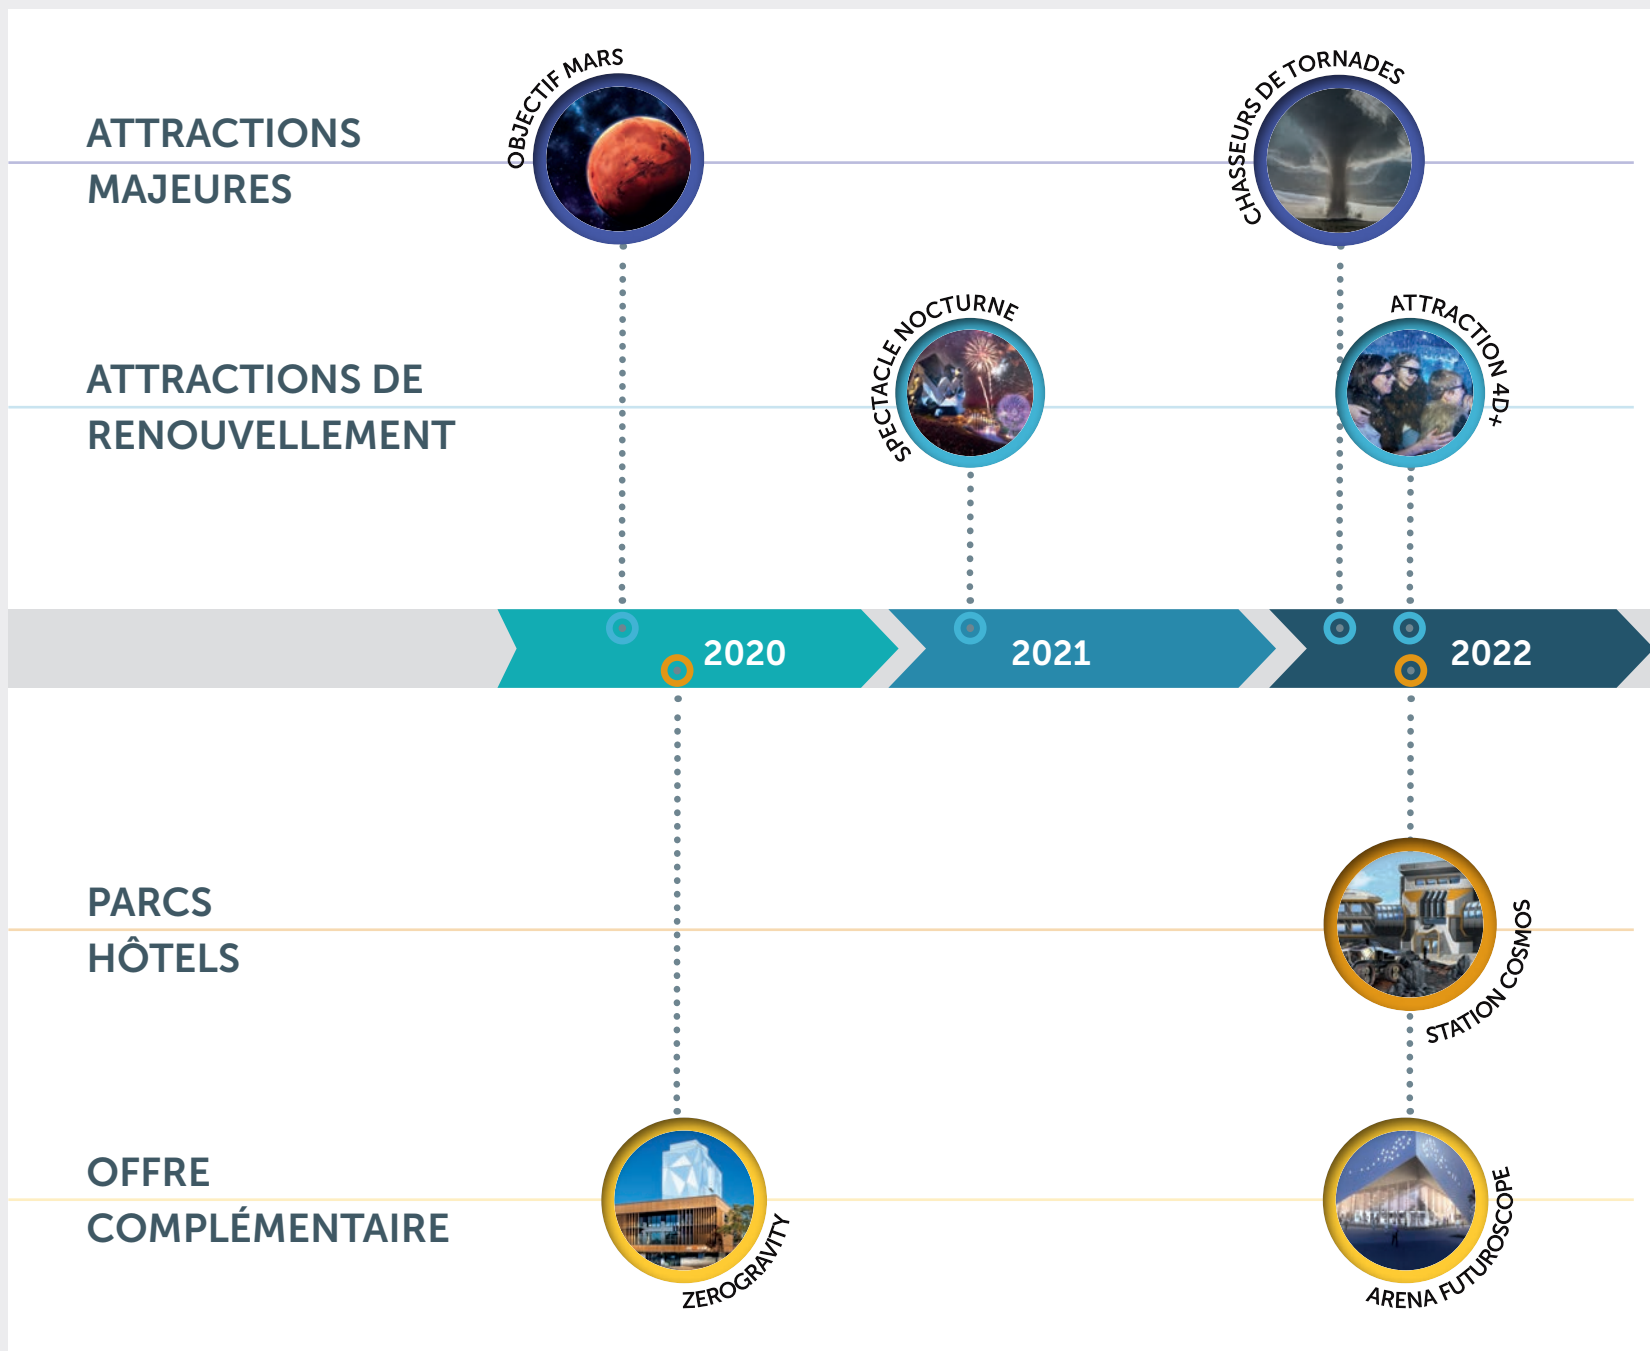 OBJECTIF MARS
CHASSEURS DE TORNADES
ATTRACTIONS
MAJEURES
SPECTACLE NOCTURNE
ATTRACTION 4D+
ATTRACTIONS DE
RENOUVELLEMENT
2020
2021
2022
PARCS
HÔTELS
STATION COSMOS
OFFRE
COMPLÉMENTAIRE
ZEROGRAVITY
ARENA FUTUROSCOPE